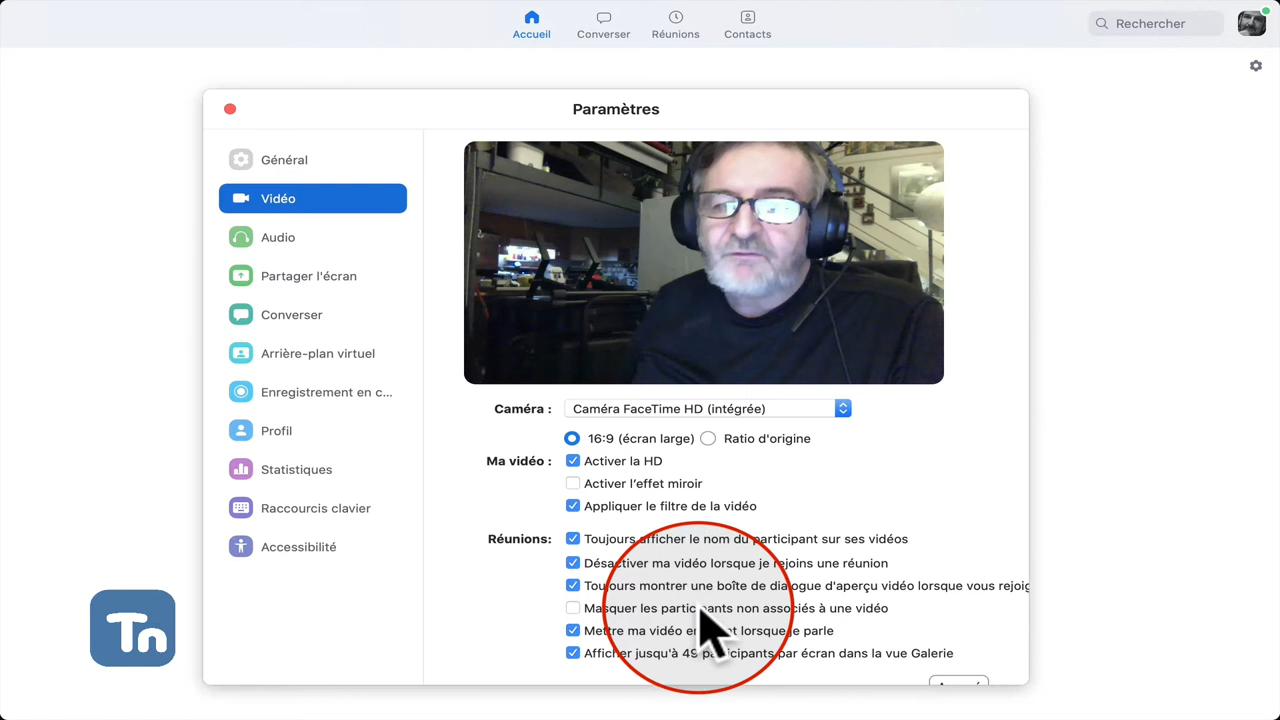 Accueil
Converser
Réunions
Contacts
Rechercher
Paramètres
Général
Vidéo
Audio
Partager l'écran
Converser
Arrière-plan virtuel
Enregistrement en c...
Profil
Statistiques
Raccourcis clavier
Accessibilité
Caméra : Caméra FaceTime HD (intégrée)
16:9 (écran large) Ratio d'origine
Ma vidéo : Activer la HD
Activer l’effet miroir
Appliquer le filtre de la vidéo
Réunions: Toujours afficher le nom du participant sur ses vidéos
Désactiver ma vidéo lorsque je rejoins une réunion
Toujours montrer une boîte de dialogue d'aperçu vidéo lorsque vous rejoig
Masquer les participants non associés à une vidéo
Mettre ma vidéo lorsque je parle
Afficher jusqu'à 49 participants par écran dans la vue Galerie
Tn